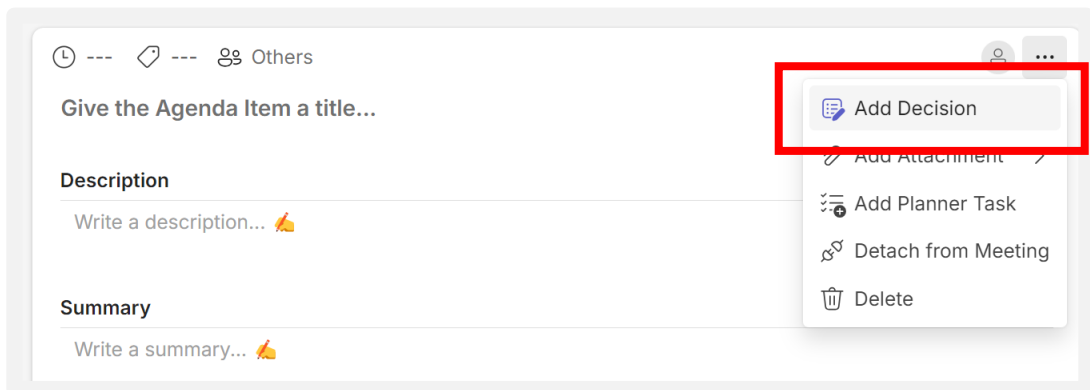 --- --- Others
Give the Agenda Item a title...
Add Decision
Description
Add Attachment
Write a description... ✍️
Add Planner Task
Detach from Meeting
Summary
Delete
Write a summary... ✍️